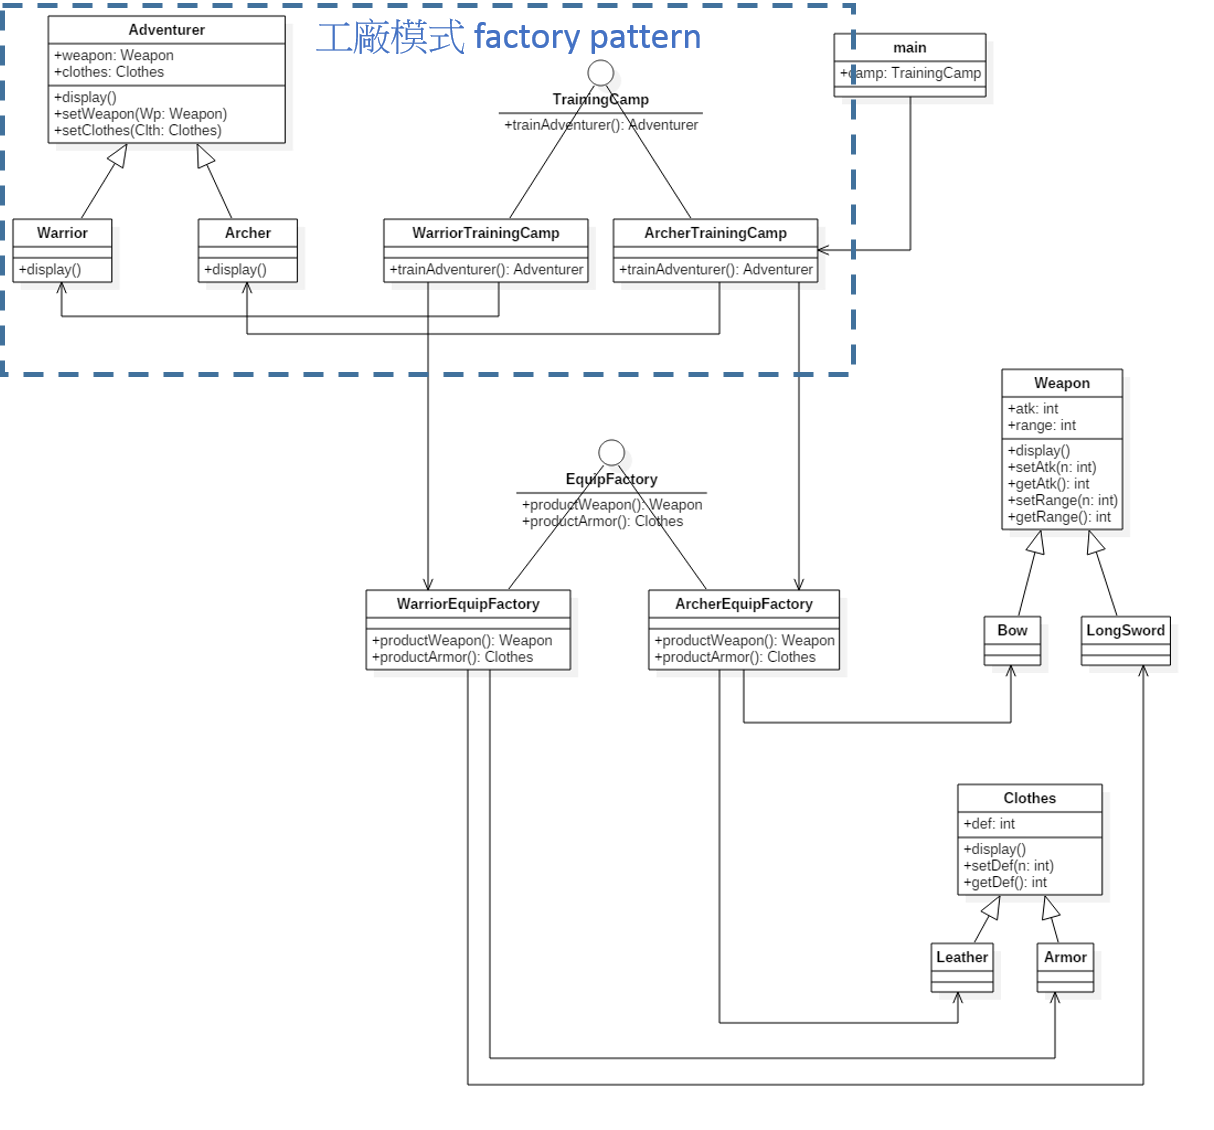 Adventurer
+weapon: Weapon
+clothes: Clothes
+display()
+setWeapon(Wp: Weapon)
+setClothes(Clth: Clothes)
工廠模式 factory pattern
TrainingCamp
+trainAdventurer(): Adventurer
main
+camp: TrainingCamp
Warrior
+display()
Archer
+display()
WarriorTrainingCamp
+trainAdventurer(): Adventurer
ArcherTrainingCamp
+trainAdventurer(): Adventurer
EquipFactory
+productWeapon(): Weapon
+productArmor(): Clothes
Weapon
+atk: int
+range: int
+display()
+setAtk(n: int)
+getAtk(): int
+setRange(n: int)
+getRange(): int
WarriorEquipFactory
+productWeapon(): Weapon
+productArmor(): Clothes
ArcherEquipFactory
+productWeapon(): Weapon
+productArmor(): Clothes
Bow
LongSword
Clothes
+def: int
+display()
+setDef(n: int)
+getDef(): int
Leather
Armor